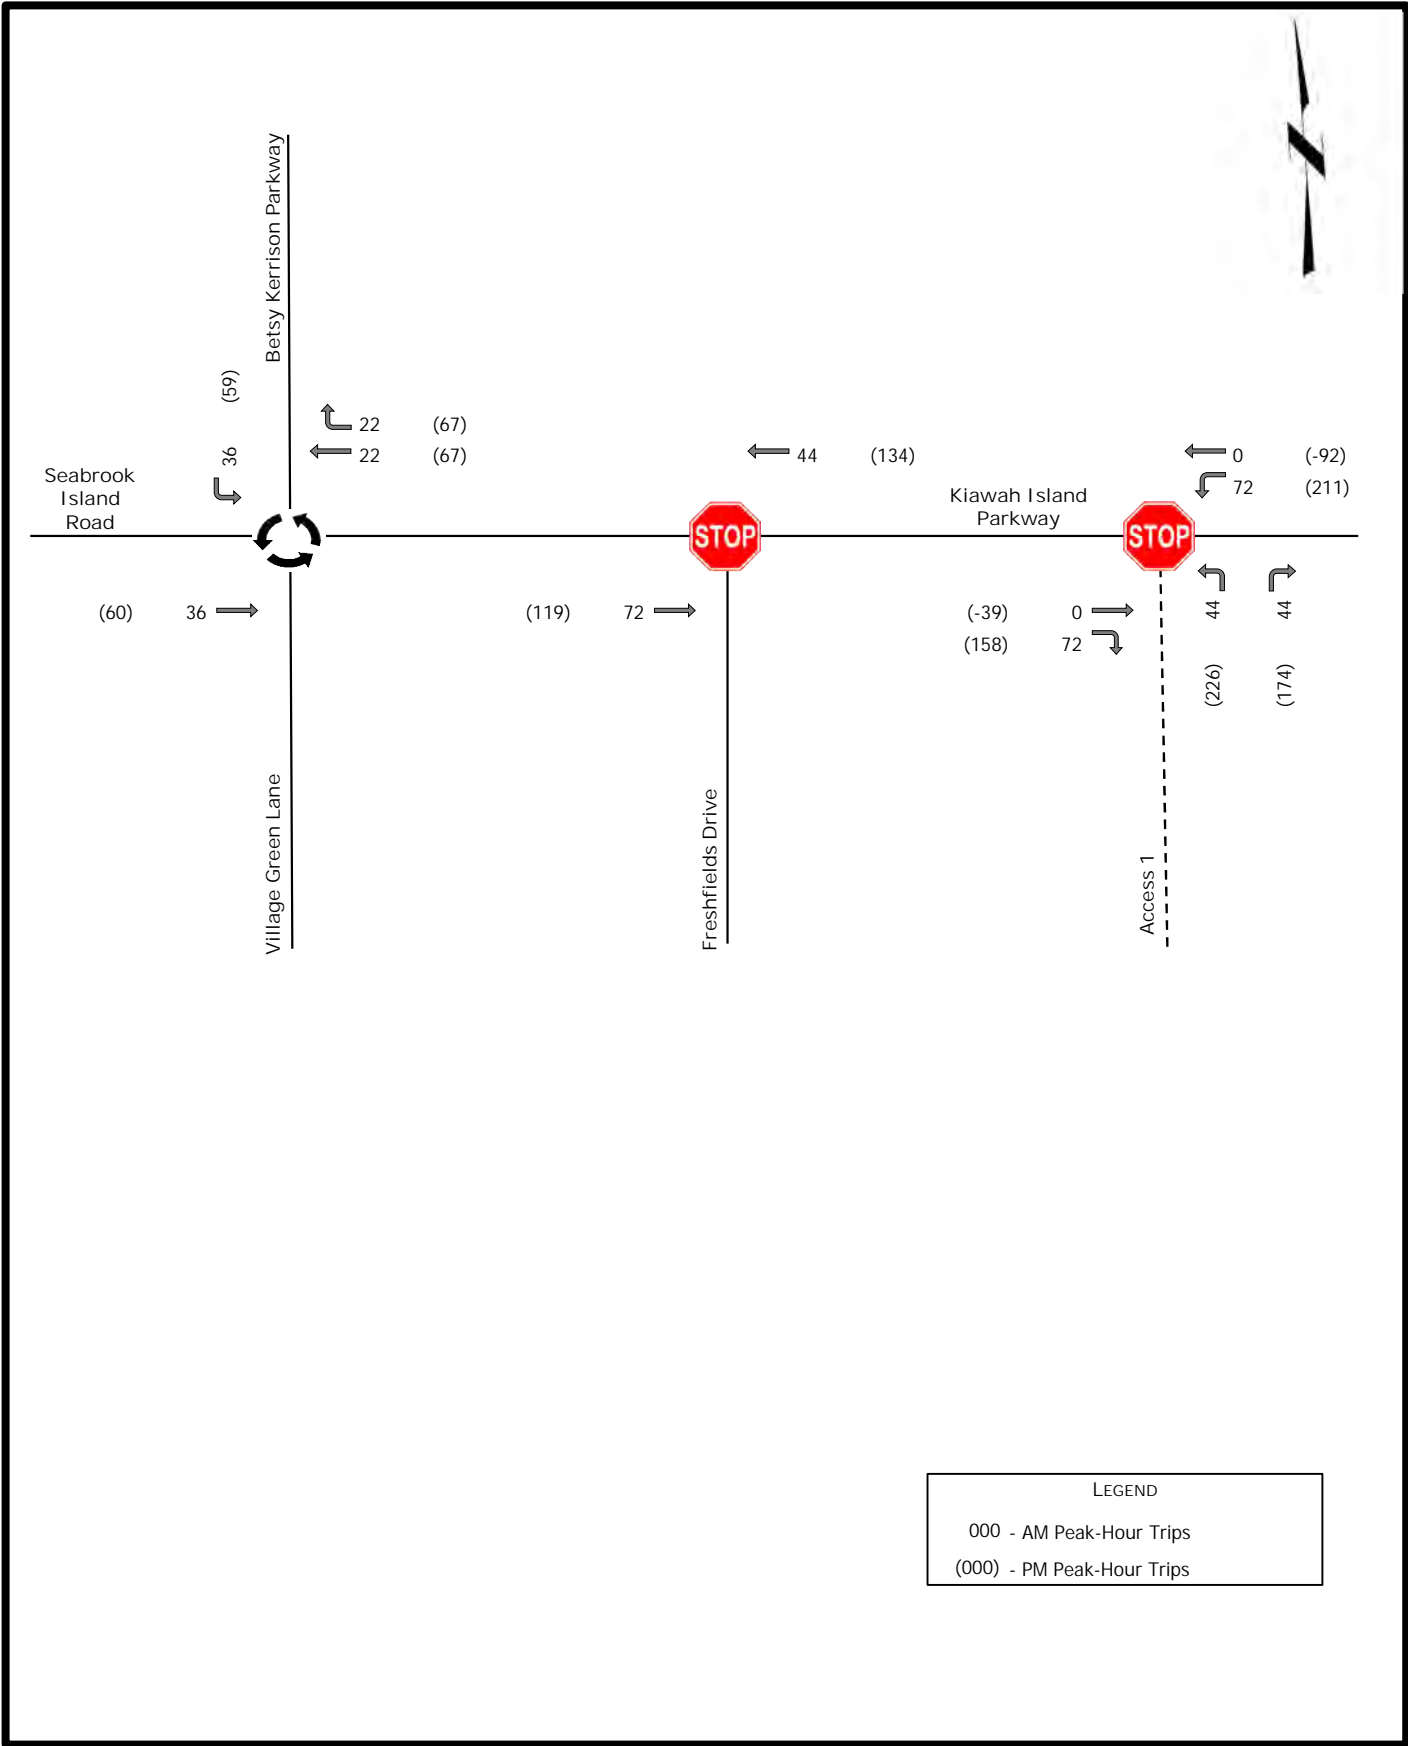 Betsy Kerrison Parkway
(59)
36
22 (67)
22 (67)
44 (134)
0 (-92)
72 (211)
Seabrook
Island
Road
Kiawah Island
Parkway
STOP
STOP
(60) 36
(119) 72
(-39) 0
(158) 72
44
44
(226)
(174)
Village Green Lane
Freshfields Drive
Access 1
LEGEND
000 - AM Peak-Hour Trips
(000) - PM Peak-Hour Trips